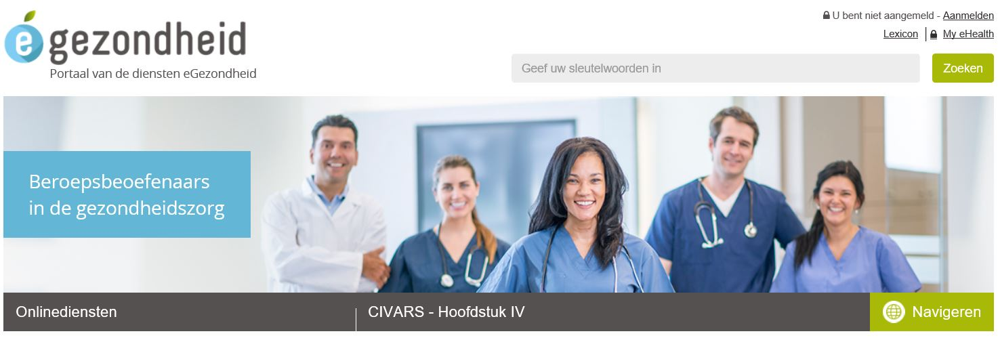 é gezondheid
Portaal van de diensten eGezondheid
U bent niet aangemeld - Aanmelden
Lexicon | My eHealth
Geef uw sleutelwoorden in
Zoeken
Beroepsbeoefenaars
in de gezondheidszorg
Onlinediensten
CIVARS - Hoofdstuk IV
Navigeren